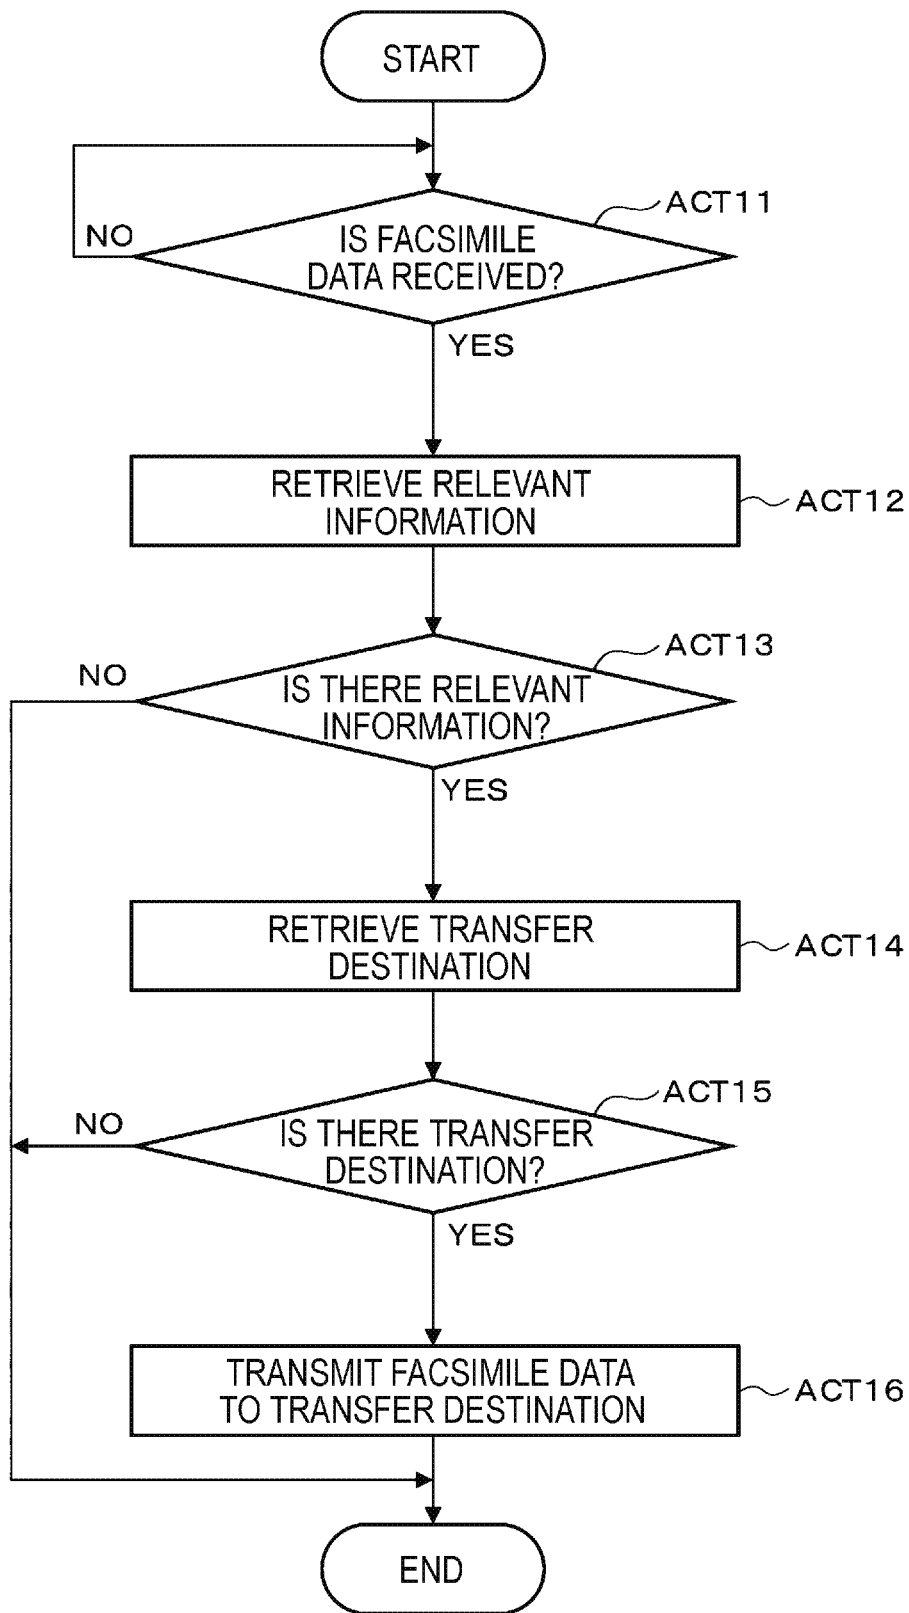 START
ACT11
NO
IS FACSIMILE
DATA RECEIVED?
YES
RETRIEVE RELEVANT
INFORMATION
ACT12
ACT13
NO
IS THERE RELEVANT
INFORMATION?
YES
RETRIEVE TRANSFER
DESTINATION
ACT14
ACT15
NO
IS THERE TRANSFER
DESTINATION?
YES
TRANSMIT FACSIMILE DATA
TO TRANSFER DESTINATION
ACT16
END